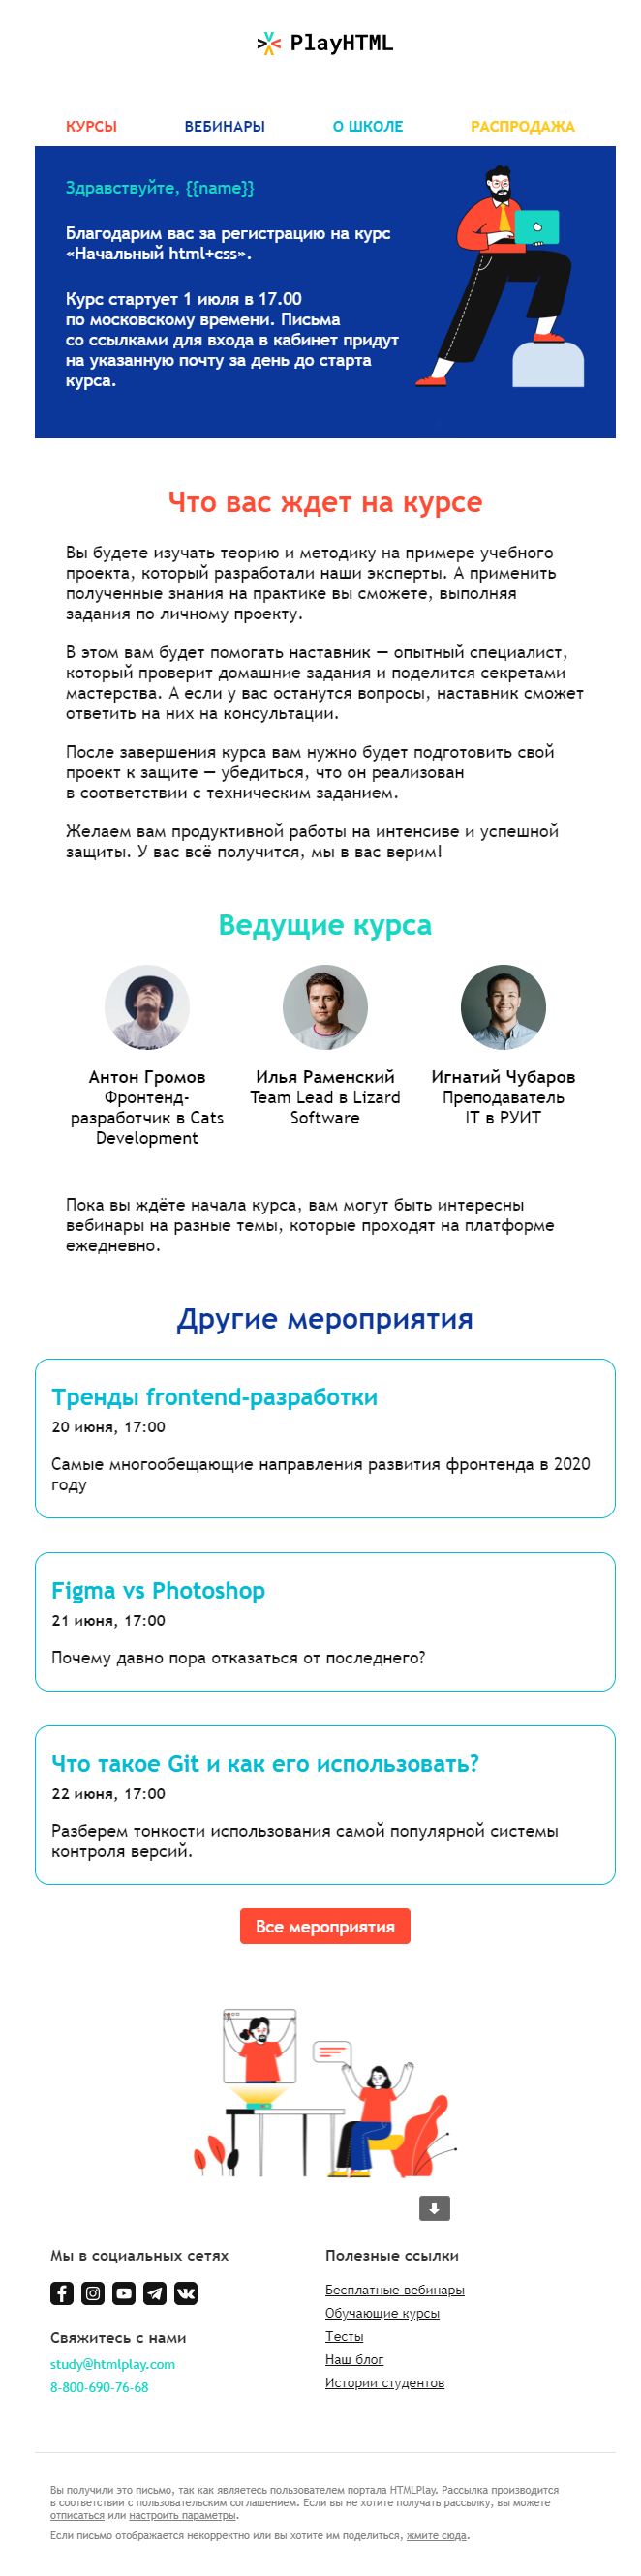 PlayHTML
КУРСЫ ВЕБИНАРЫ О ШКОЛЕ РАСПРОДАЖА
Здравствуйте, {{name}}
Благодарим вас за регистрацию на курс
«Начальный html+css».
Курс стартует 1 июля в 17.00
по московскому времени. Письма
со ссылками для входа в кабинет придут
на указанную почту за день до старта
курса.
Что вас ждет на курсе
Вы будете изучать теорию и методику на примере учебного
проекта, который разработали наши эксперты. А применить
полученные знания на практике вы сможете, выполняя
задания по личному проекту.
В этом вам будет помогать наставник — опытный специалист,
который проверит домашние задания и поделится секретами
мастерства. А если у вас останутся вопросы, наставник сможет
ответить на них на консультации.
После завершения курса вам нужно будет подготовить свой
проект к защите — убедиться, что он реализован
в соответствии с техническим заданием.
Желаем вам продуктивной работы на интенсиве и успешной
защиты. У вас всё получится, мы в вас верим!
Ведущие курса
Антон Громов
Фронтенд-
разработчик в Cats
Development
Илья Раменский
Team Lead в Lizard
Software
Игнатий Чубаров
Преподаватель
IT в РУИТ
Пока вы ждёте начала курса, вам могут быть интересны
вебинары на разные темы, которые проходят на платформе
ежедневно.
Другие мероприятия
Тренды frontend-разработки
20 июня, 17:00
Самые многообещающие направления развития фронтенда в 2020
году
Figma vs Photoshop
21 июня, 17:00
Почему давно пора отказаться от последнего?
Что такое Git и как его использовать?
22 июня, 17:00
Разберем тонкости использования самой популярной системы
контроля версий.
Все мероприятия
Мы в социальных сетях
Свяжитесь с нами
study@htmlplay.com
8-800-690-76-68
Полезные ссылки
Бесплатные вебинары
Обучающие курсы
Тесты
Наш блог
Истории студентов
Вы получили это письмо, так как являетесь пользователем портала HTMLPlay. Рассылка производится
в соответствии с пользовательским соглашением. Если вы не хотите получать рассылку, вы можете
отписаться или настроить параметры.
Если письмо отображается некорректно или вы хотите им поделиться, жмите сюда.